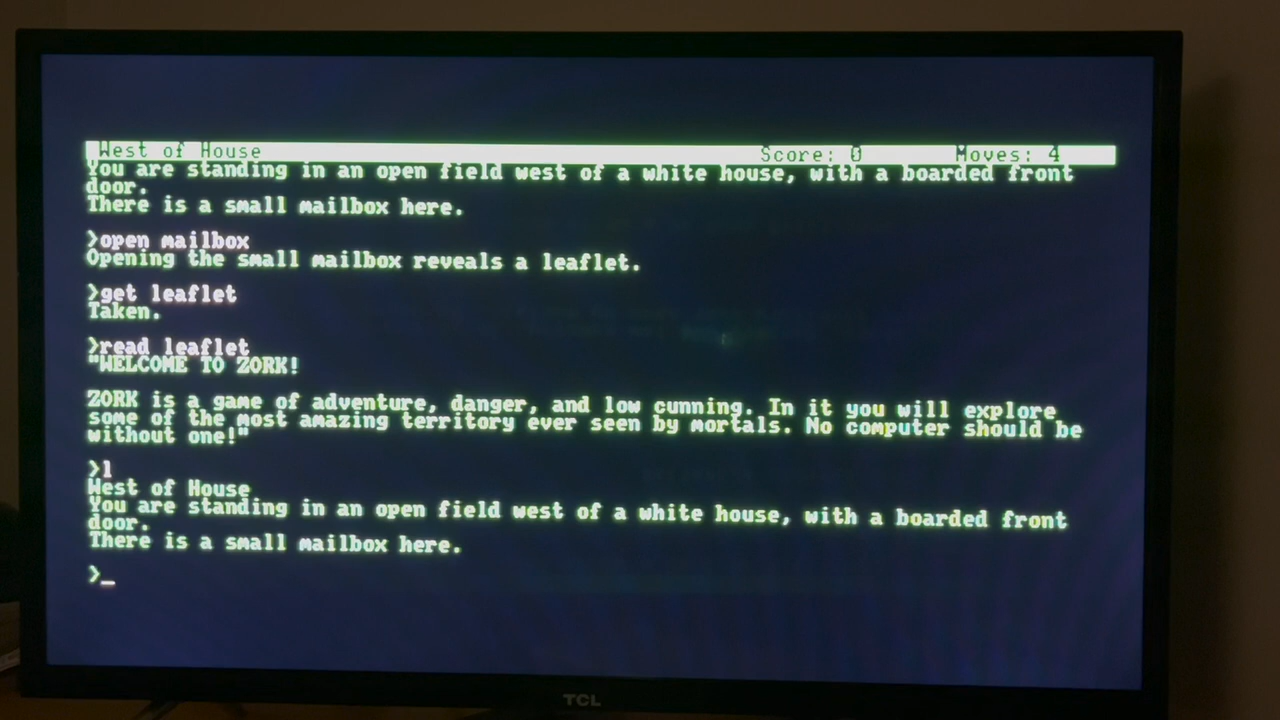 West of House Score: 0 Moves: 4
You are standing in an open field west of a white house, with a boarded front
door.
There is a small mailbox here.
>open mailbox
Opening the small mailbox reveals a leaflet.
>get leaflet
Taken.
>read leaflet
"WELCOME TO ZORK!
ZORK is a game of adventure, danger, and low cunning. In it you will explore
some of the most amazing territory ever seen by mortals. No computer should be
without one!"
>l
West of House
You are standing in an open field west of a white house, with a boarded front
door.
There is a small mailbox here.
>_
TCL